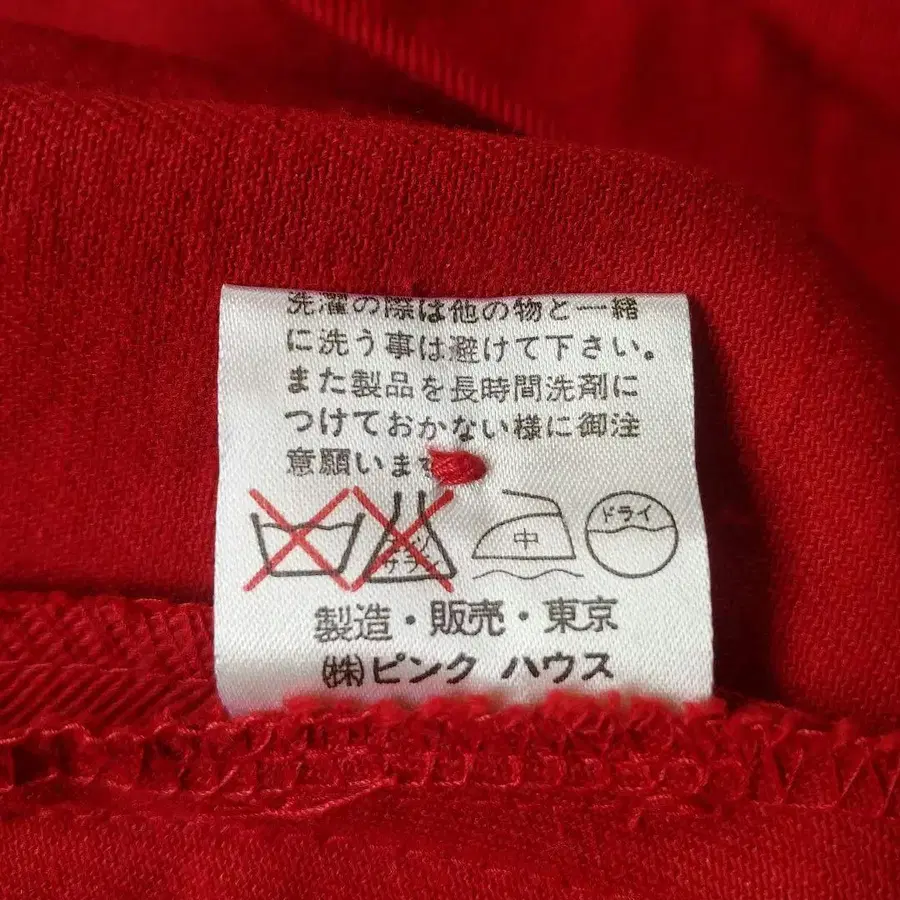 洗濯の際は他の物と一緒
に洗う事は避けて下さい。
また製品を長時間洗剤に
つけておかない様に御注
意願います
中
ドライ
製造・販売・東京
㈱ピンク ハウス